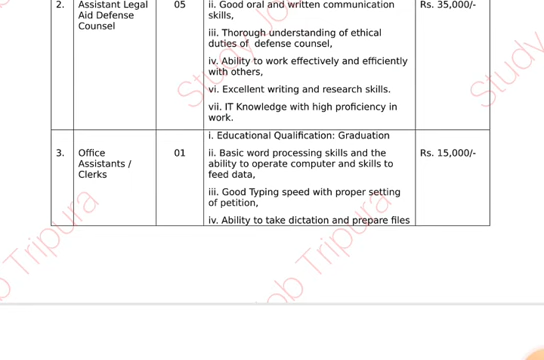 2. Assistant Legal 05 ii. Good oral and written communication Rs. 35,000/-
Aid Defense skills,
Counsel
iii. Thorough understanding of ethical
duties of defense counsel,
iv. Ability to work effectively and efficiently
with others,
vi. Excellent writing and research skills.
vii. IT Knowledge with high proficiency in
work.
i. Educational Qualification: Graduation
3. Office 01 ii. Basic word processing skills and the Rs. 15,000/-
Assistants / ability to operate computer and skills to
Clerks feed data,
iii. Good Typing speed with proper setting
of petition,
iv. Ability to take dictation and prepare files
Study Jo
Study
ob Tripura
ob Tripura